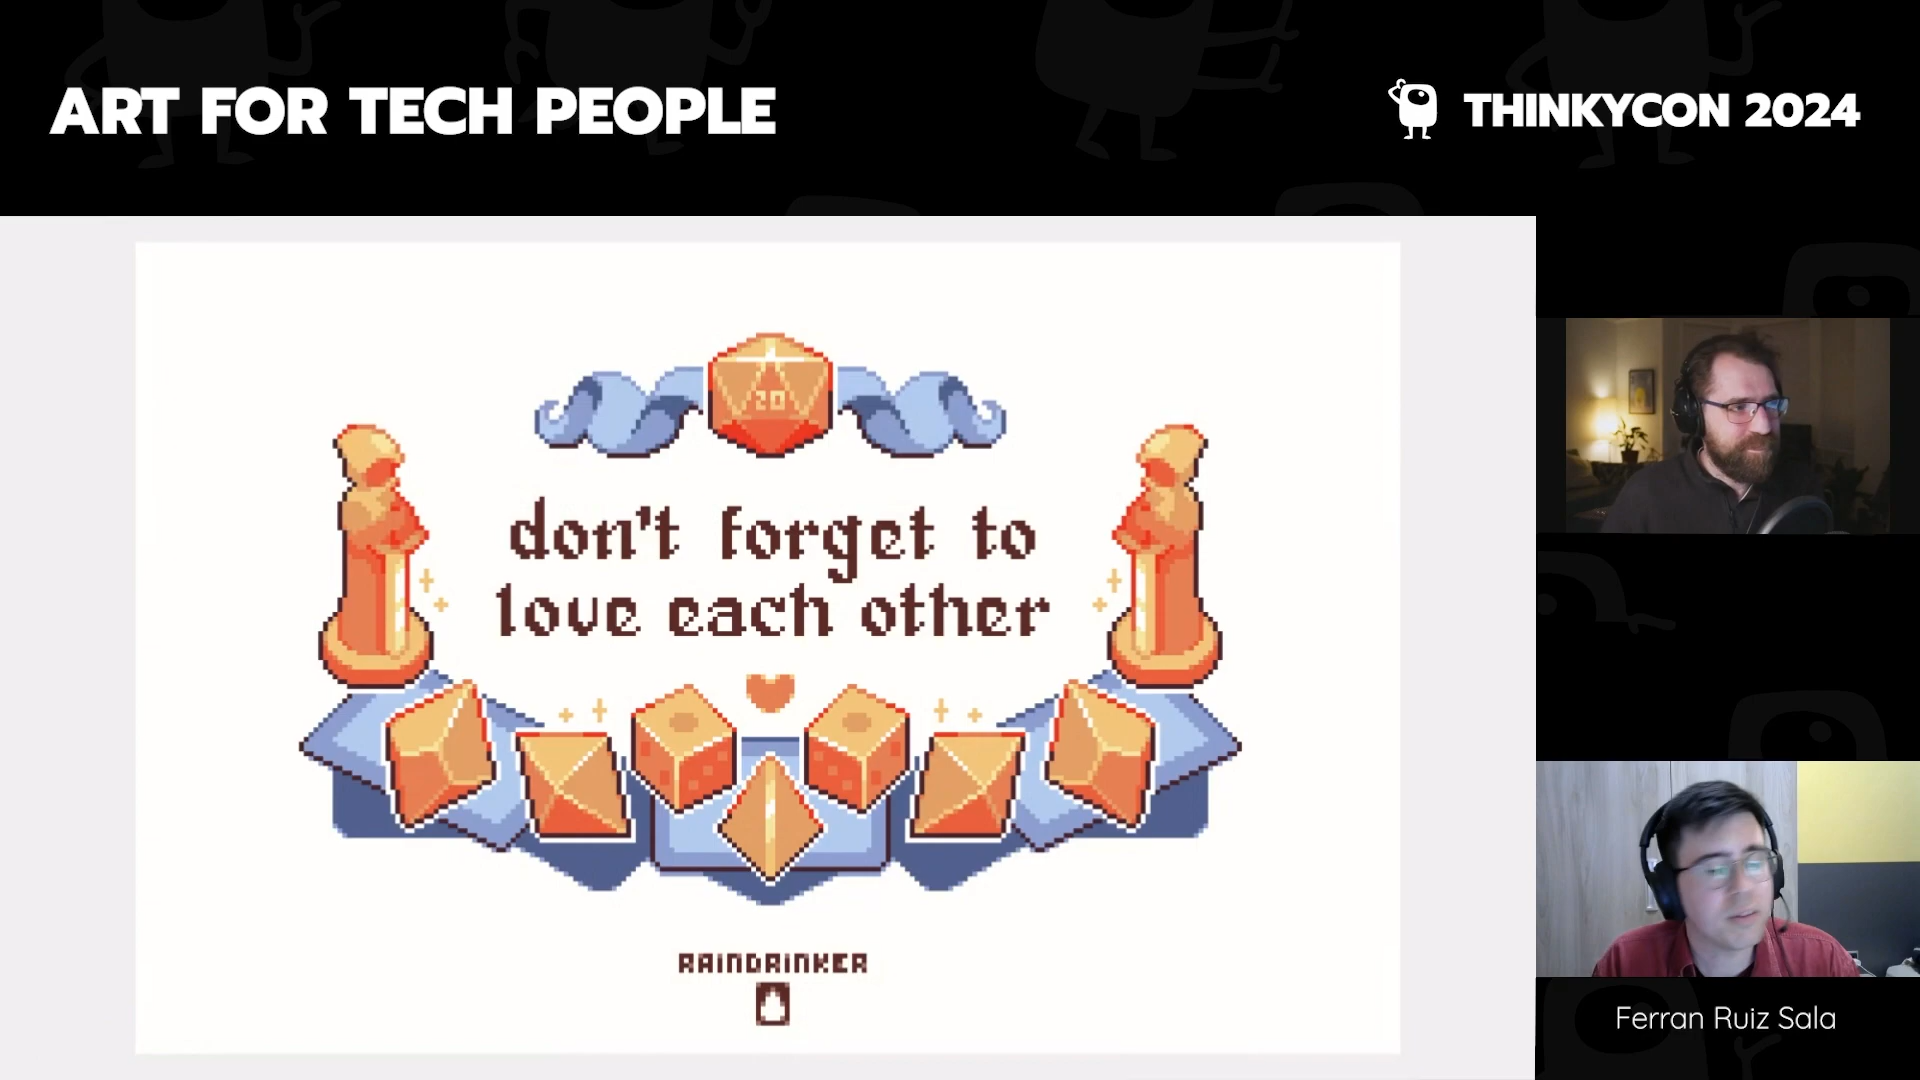 ART FOR TECH PEOPLE
THINKYCON 2024
20
don't forget to
love each other
RAINDRINKER
Ferran Ruiz Sala